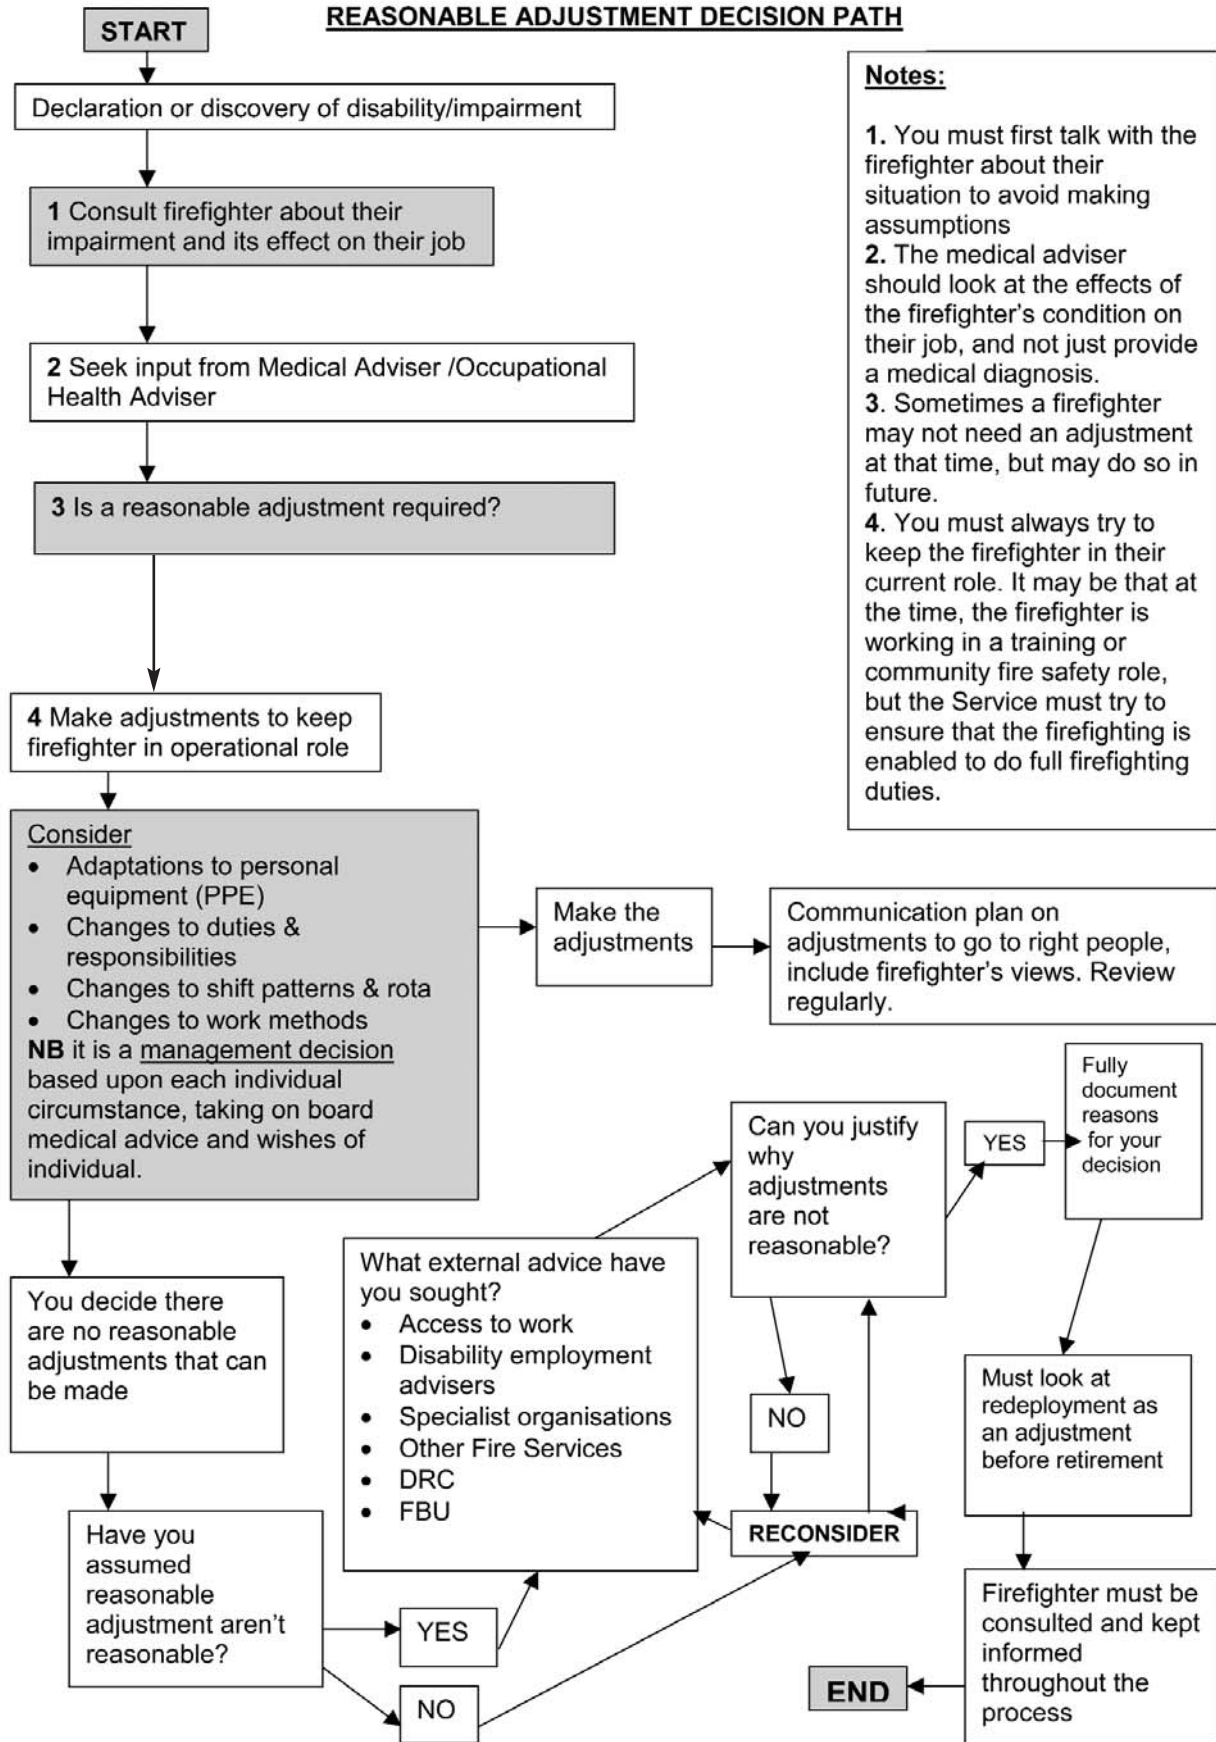 REASONABLE ADJUSTMENT DECISION PATH
START
Declaration or discovery of disability/impairment
1 Consult firefighter about their
impairment and its effect on their job
2 Seek input from Medical Adviser /Occupational
Health Adviser
3 Is a reasonable adjustment required?
4 Make adjustments to keep
firefighter in operational role
Consider
• Adaptations to personal
equipment (PPE)
• Changes to duties &
responsibilities
• Changes to shift patterns & rota
• Changes to work methods
NB it is a management decision
based upon each individual
circumstance, taking on board
medical advice and wishes of
individual.
Make the
adjustments
Communication plan on
adjustments to go to right people,
include firefighter's views. Review
regularly.
You decide there
are no reasonable
adjustments that can
be made
Have you
assumed
reasonable
adjustment aren't
reasonable?
YES
NO
What external advice have
you sought?
• Access to work
• Disability employment
advisers
• Specialist organisations
• Other Fire Services
• DRC
• FBU
Can you justify
why
adjustments
are not
reasonable?
NO
RECONSIDER
YES
Fully
document
reasons
for your
decision
Must look at
redeployment as
an adjustment
before retirement
Firefighter must be
consulted and kept
informed
throughout the
process
END
Notes:
1. You must first talk with the
firefighter about their
situation to avoid making
assumptions
2. The medical adviser
should look at the effects of
the firefighter's condition on
their job, and not just provide
a medical diagnosis.
3. Sometimes a firefighter
may not need an adjustment
at that time, but may do so in
future.
4. You must always try to
keep the firefighter in their
current role. It may be that at
the time, the firefighter is
working in a training or
community fire safety role,
but the Service must try to
ensure that the firefighting is
enabled to do full firefighting
duties.